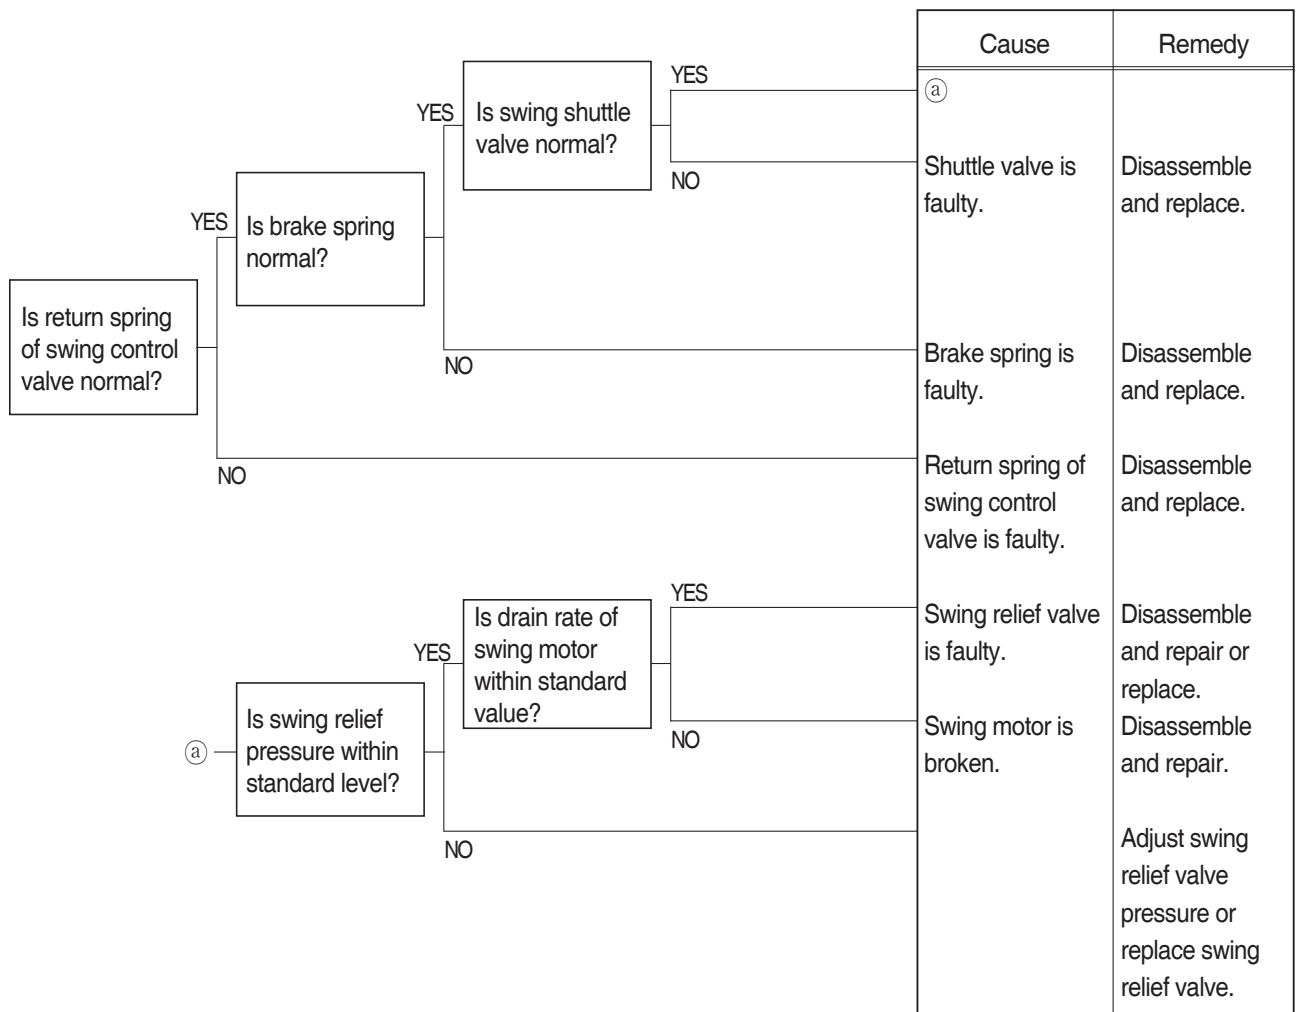 Cause
Remedy
YES
ⓐ
YES
Is swing shuttle
valve normal?
NO
Shuttle valve is
faulty.
Disassemble
and replace.
YES
Is brake spring
normal?
Is return spring
of swing control
valve normal?
NO
Brake spring is
faulty.
Disassemble
and replace.
NO
Return spring of
swing control
valve is faulty.
Disassemble
and replace.
YES
Is drain rate of
swing motor
within standard
value?
YES
Swing relief valve
is faulty.
Disassemble
and repair or
replace.
ⓐ
Is swing relief
pressure within
standard level?
NO
Swing motor is
broken.
Disassemble
and repair.
NO
Adjust swing
relief valve
pressure or
replace swing
relief valve.